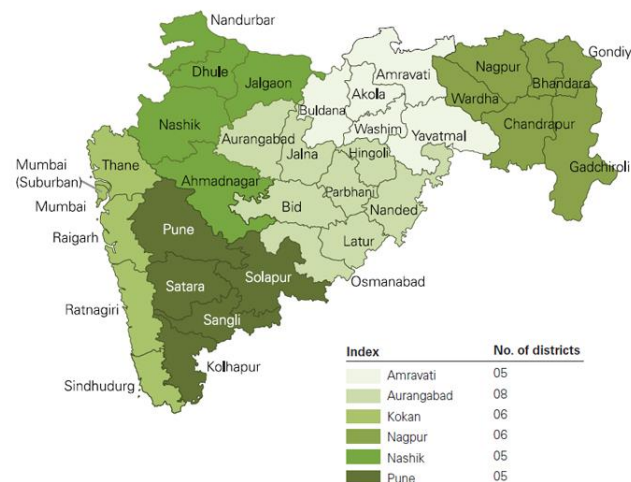 Nandurbar
Gondiy
Nagpur
Dhule
Amravati
Bhandara
Jalgaon
Akola
Wardha
Buldana
Nashik
Washim
Chandrapur
Aurangabad
Yavatmal
Hingoli
Jalna
Thane
Mumbai
(Suburban)
Gadchiroli
Ahmadnagar
Parbhani
Mumbai
Bid
Nanded
Pune
Raigarh
Latur
Solapur
Osmanabad
Satara
Ratnagiri
Sangli
Index No. of districts
Kolhapur
Amravati 05
Sindhudurg
Aurangabad 08
Kokan 06
Nagpur 06
Nashik 05
Pune 05